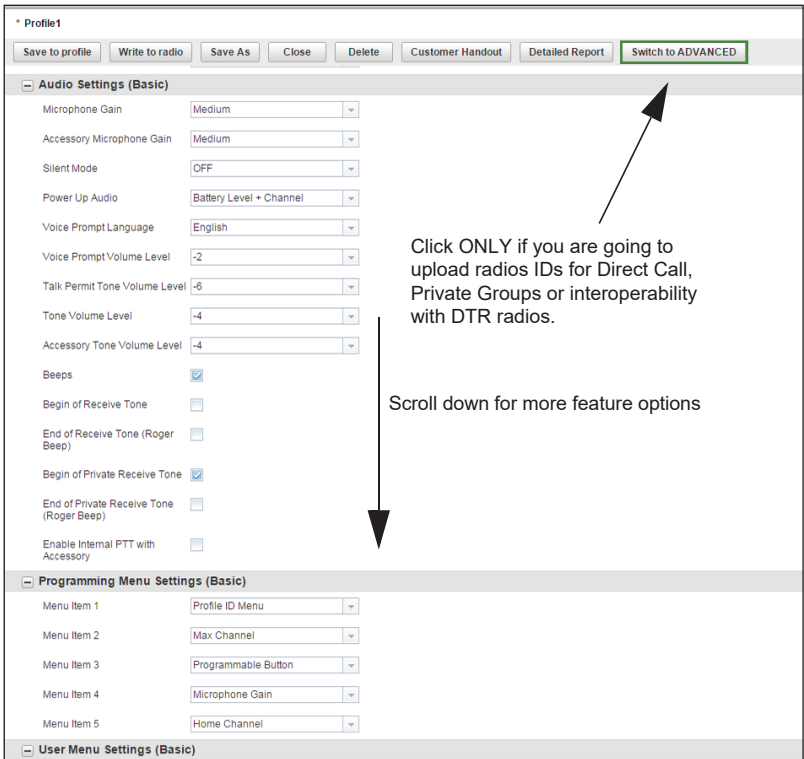 * Profile1
Save to profile Write to radio Save As Close Delete Customer Handout Detailed Report Switch to ADVANCED
Audio Settings (Basic)
Microphone Gain Medium
Accessory Microphone Gain Medium
Silent Mode OFF
Power Up Audio Battery Level + Channel
Voice Prompt Language English
Voice Prompt Volume Level -2
Talk Permit Tone Volume Level -6
Tone Volume Level -4
Accessory Tone Volume Level -4
Beeps
Begin of Receive Tone
End of Receive Tone (Roger
Beep)
Begin of Private Receive Tone
End of Private Receive Tone
(Roger Beep)
Enable Internal PTT with
Accessory
Click ONLY if you are going to
upload radios IDs for Direct Call,
Private Groups or interoperability
with DTR radios.
Scroll down for more feature options
Programming Menu Settings (Basic)
Menu Item 1 Profile ID Menu
Menu Item 2 Max Channel
Menu Item 3 Programmable Button
Menu Item 4 Microphone Gain
Menu Item 5 Home Channel
User Menu Settings (Basic)